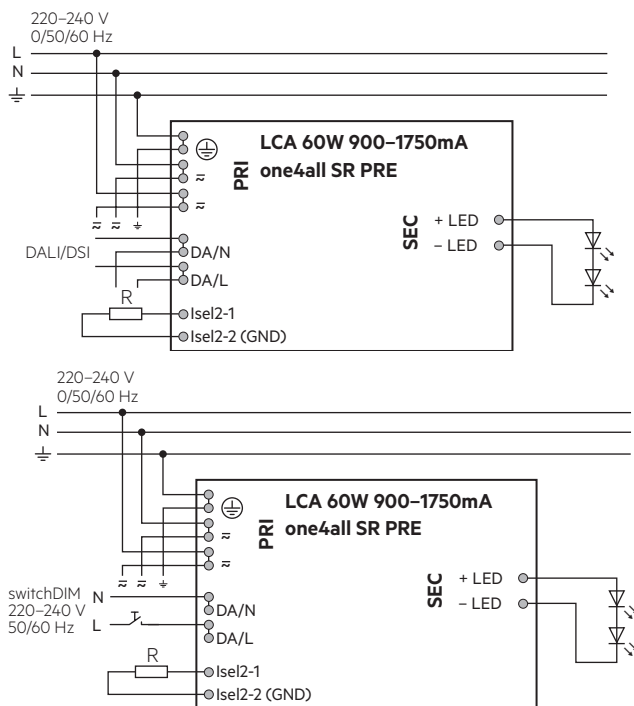 220–240 V
0/50/60 Hz
L
N
LCA 60W 900–1750mA
one4all SR PRE
PRI
SEC
+ LED
– LED
DALI/DSI
DA/N
DA/L
R
Isel2-1
Isel2-2 (GND)
220–240 V
0/50/60 Hz
L
N
LCA 60W 900–1750mA
one4all SR PRE
PRI
SEC
+ LED
– LED
switchDIM N
220–240 V
50/60 Hz L
DA/N
DA/L
R
Isel2-1
Isel2-2 (GND)